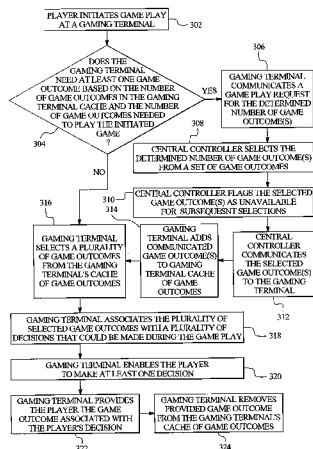 PLAYER INITIATES GAME PLAY
AT A GAMING TERMINAL
302
DOES THE
GAMING TERMINAL
NEED AT LEAST ONE GAME
OUTCOME BASED ON THE
NUMBER OF GAME OUTCOMES IN THE GAMING
TERMINAL CACHE AND THE NUMBER
OF GAME OUTCOMES NEEDED
TO PLAY THE INITIATED
GAME
?
304
YES
NO
306
GAMING TERMINAL
COMMUNICATES A
GAME PLAY REQUEST
FOR THE DETERMINED
NUMBER OF GAME
OUTCOME(S)
308
CENTRAL CONTROLLER SELECTS THE
DETERMINED NUMBER OF GAME OUTCOME(S)
FROM A SET OF GAME OUTCOMES
310
CENTRAL CONTROLLER FLAGS THE SELECTED
GAME OUTCOME(S) AS UNAVAILABLE
FOR SUBSEQUENT SELECTIONS
CENTRAL
CONTROLLER
COMMUNICATES
THE SELECTED
GAME OUTCOME(S)
TO THE GAMING
TERMINAL
312
314
GAMING
TERMINAL ADDS
COMMUNICATED
GAME OUTCOME(S)
TO GAMING
TERMINAL CACHE
OF GAME
OUTCOMES
316
GAMING TERMINAL
SELECTS A PLURALITY
OF GAME OUTCOMES
FROM THE GAMING
TERMINAL'S CACHE
OF GAME OUTCOMES
GAMING TERMINAL ASSOCIATES THE PLURALITY OF
SELECTED GAME OUTCOMES WITH A PLURALITY OF
DECISIONS THAT COULD BE MADE DURING THE GAME PLAY
318
GAMING TERMINAL ENABLES THE PLAYER
TO MAKE AT LEAST ONE DECISION
320
GAMING TERMINAL PROVIDES
THE PLAYER THE GAME
OUTCOME ASSOCIATED WITH
THE PLAYER'S DECISION
322
GAMING TERMINAL REMOVES
PROVIDED GAME OUTCOME
FROM THE GAMING TERMINAL'S
CACHE OF GAME OUTCOMES
324